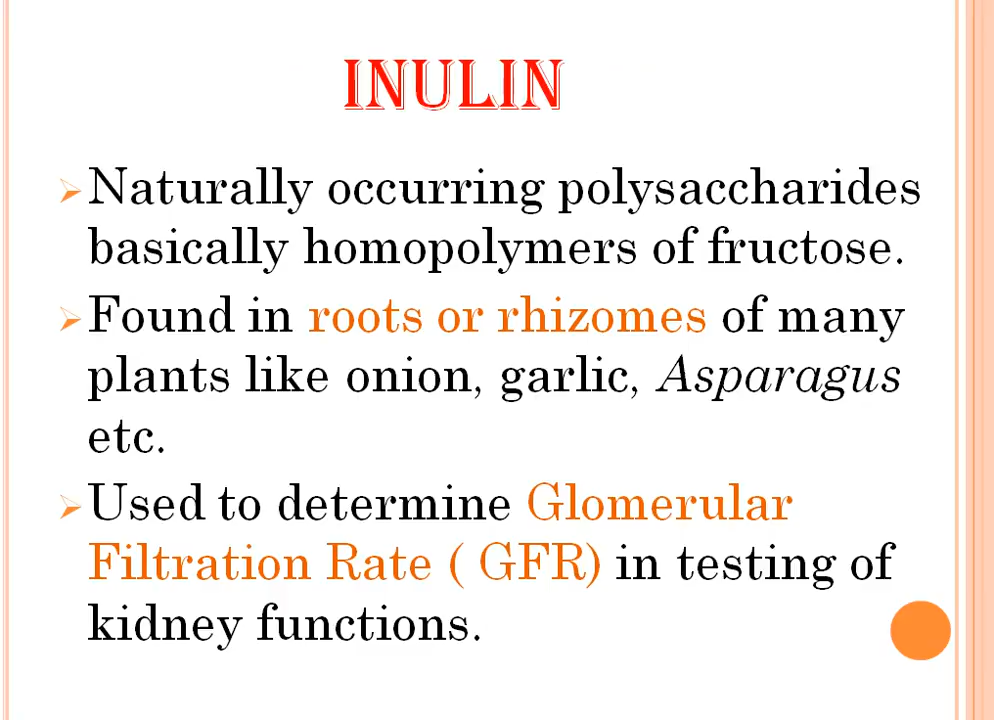 INULIN
Naturally occurring polysaccharides
basically homopolymers of fructose.
Found in roots or rhizomes of many
plants like onion, garlic, Asparagus
etc.
Used to determine Glomerular
Filtration Rate ( GFR) in testing of
kidney functions.